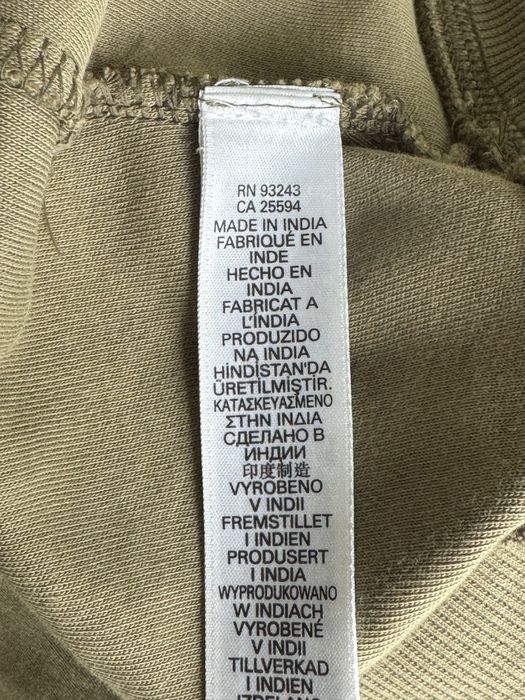 RN 93243
CA 25594
MADE IN INDIA
FABRIQUÉ EN
INDE
HECHO EN
INDIA
FABRICAT A
L'ÍNDIA
PRODUZIDO
NA INDIA
HİNDİSTAN'DA
ÜRETİLMİŞTİR.
ΚΑΤΑΣΚΕΥΑΣΜΕΝΟ
ΣΤΗΝ ΙΝΔΙΑ
СДЕЛАНО В
ИНДИИ
印度制造
VYROBENO
V INDII
FREMSTILLET
I INDIEN
PRODUSERT
I INDIA
WYPRODUKOWANO
W INDIACH
VYROBENÉ
V INDII
TILLVERKAD
I INDIEN